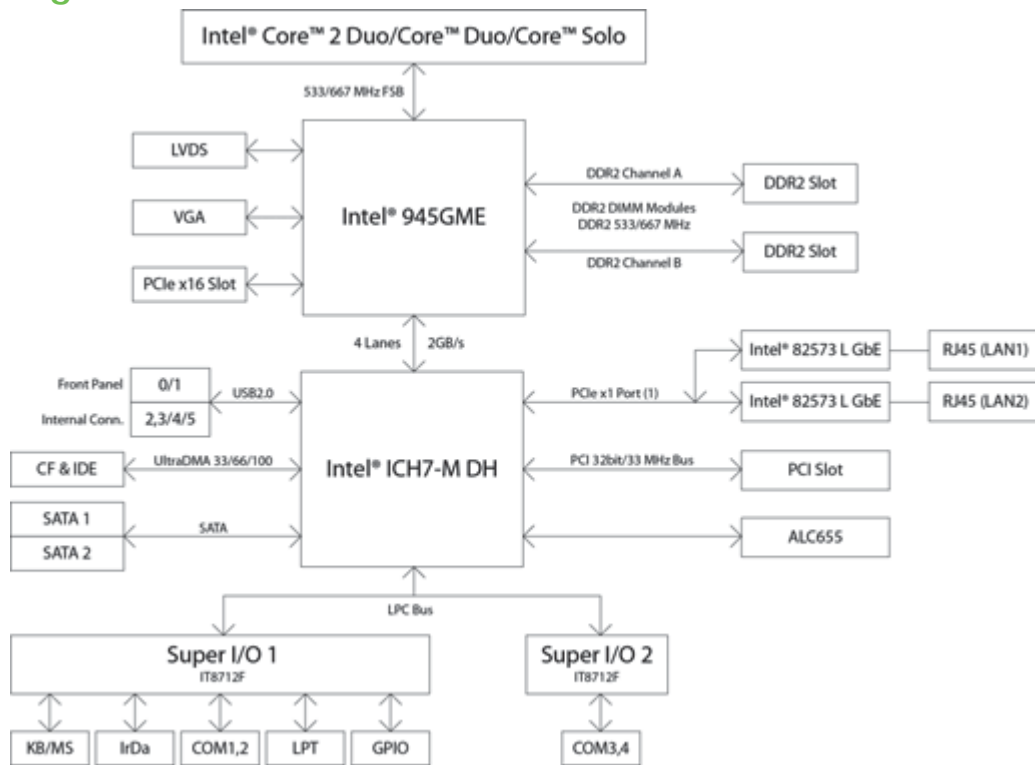 Intel® Core™ 2 Duo/Core™ Duo/Core™ Solo
533/667 MHz FSB
LVDS
VGA
PCIe x16 Slot
Intel® 945GME
DDR2 Channel A
DDR2 DIMM Modules
DDR2 533/667 MHz
DDR2 Channel B
DDR2 Slot
DDR2 Slot
4 Lanes
2GB/s
Front Panel
0/1
Internal Conn.
2,3/4/5
USB2.0
CF & IDE
UltraDMA 33/66/100
SATA 1
SATA 2
SATA
Intel® ICH7-M DH
PCIe x1 Port (1)
Intel® 82573 L GbE
RJ45 (LAN1)
Intel® 82573 L GbE
RJ45 (LAN2)
PCI 32bit/33 MHz Bus
PCI Slot
ALC655
LPC Bus
Super I/O 1
IT8712F
Super I/O 2
IT8712F
KB/MS
IrDa
COM1,2
LPT
GPIO
COM3,4